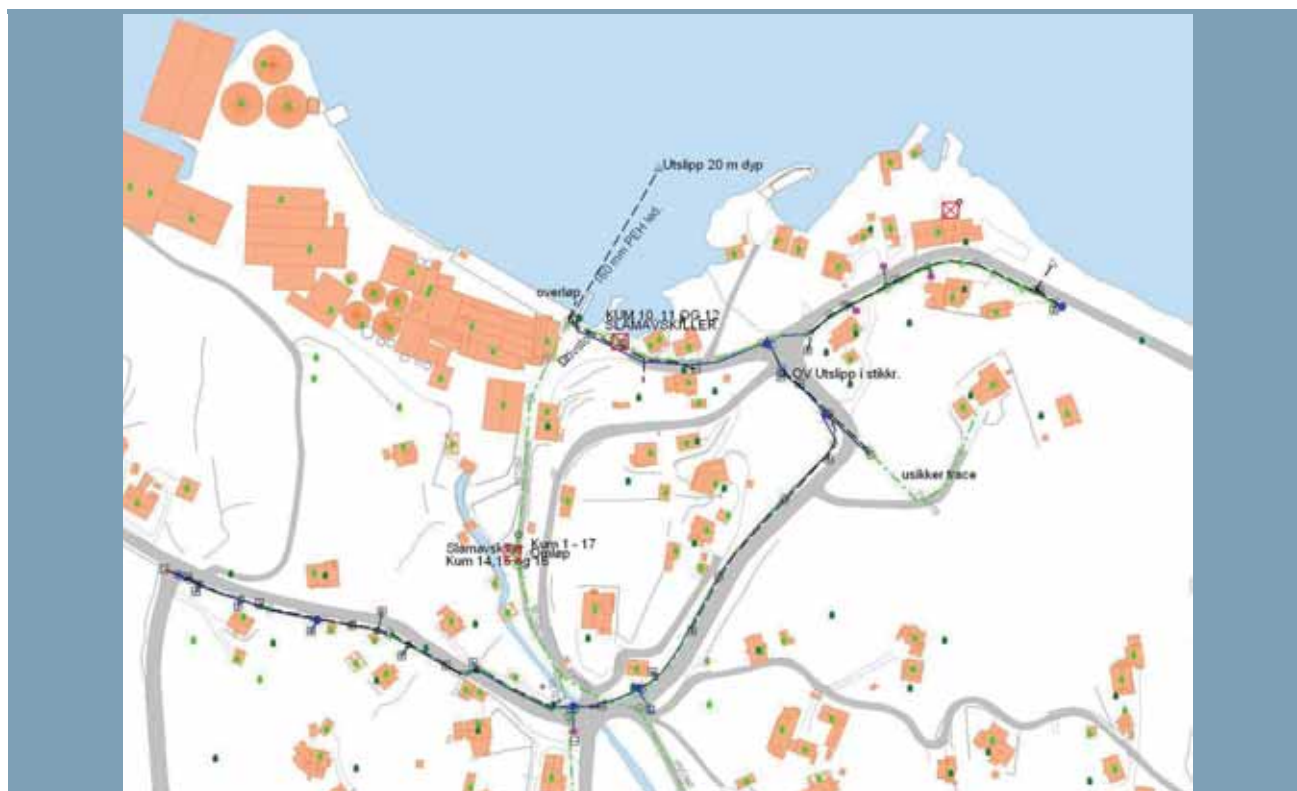 Utslipp 20 m dyp
160 mm PEH led.
overløp
KUM 10, 11 OG 12
SLAMAVSKILLER
OV Utslipp i stikkr.
usikker trace
Kum 1 - 17
Slamavskiller
Kum 14,15 og 16